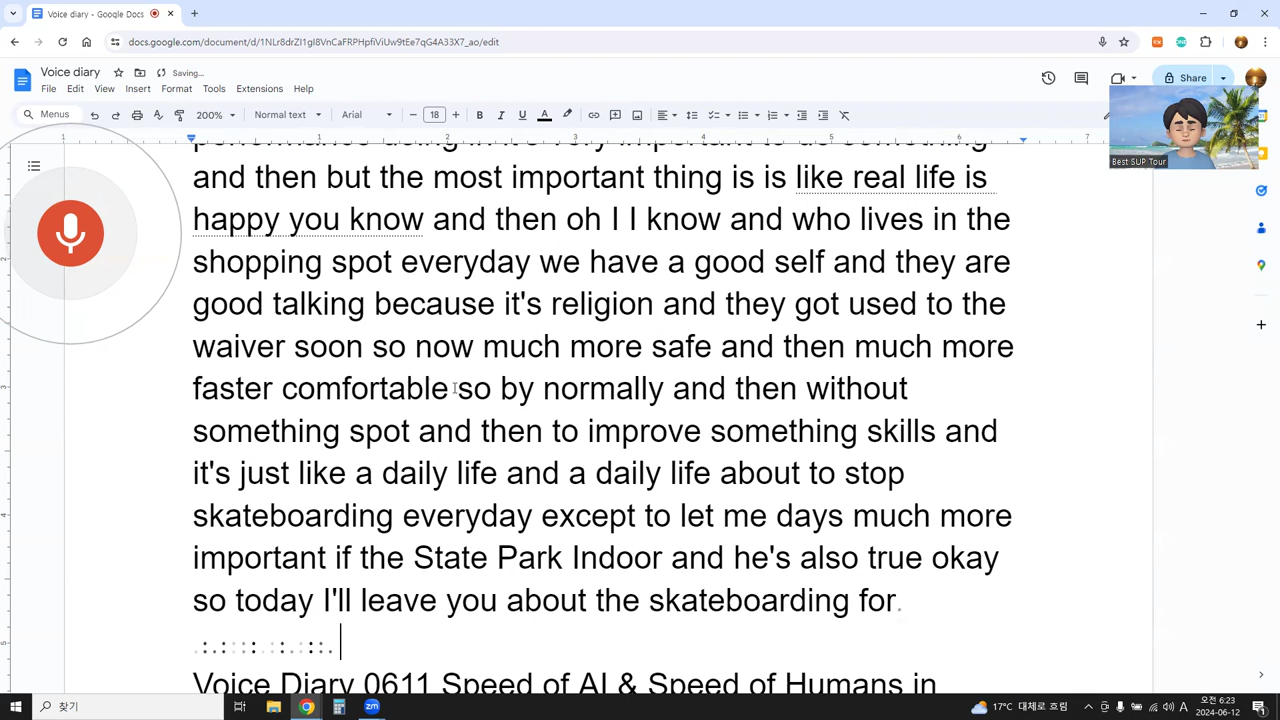 Voice diary - Google Docs
docs.google.com/document/d/1NLr8drZI1gI8VnCaFRPHpfiViUw9tEe7qG4A33X7_ao/edit
Voice diary
Saving...
File Edit View Insert Format Tools Extensions Help
Share
Menus
200%
Normal text
Arial
18
Best SUP Tour
and then but the most important thing is is like real life is
happy you know and then oh I I know and who lives in the
shopping spot everyday we have a good self and they are
good talking because it's religion and they got used to the
waiver soon so now much more safe and then much more
faster comfortable so by normally and then without
something spot and then to improve something skills and
it's just like a daily life and a daily life about to stop
skateboarding everyday except to let me days much more
important if the State Park Indoor and he's also true okay
so today I'll leave you about the skateboarding for.
Voice Diary 0611 Speed of AI & Speed of Humans in
찾기
17°C 대체로 흐림
A
오전 6:23
2024-06-12